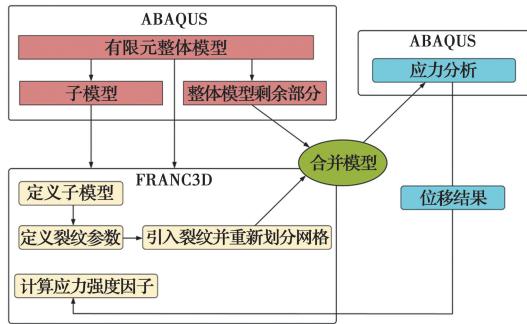 ABAQUS
有限元整体模型
子模型
整体模型剩余部分
ABAQUS
应力分析
合并模型
FRANC3D
定义子模型
位移结果
定义裂纹参数
引入裂纹并重新划分网格
计算应力强度因子